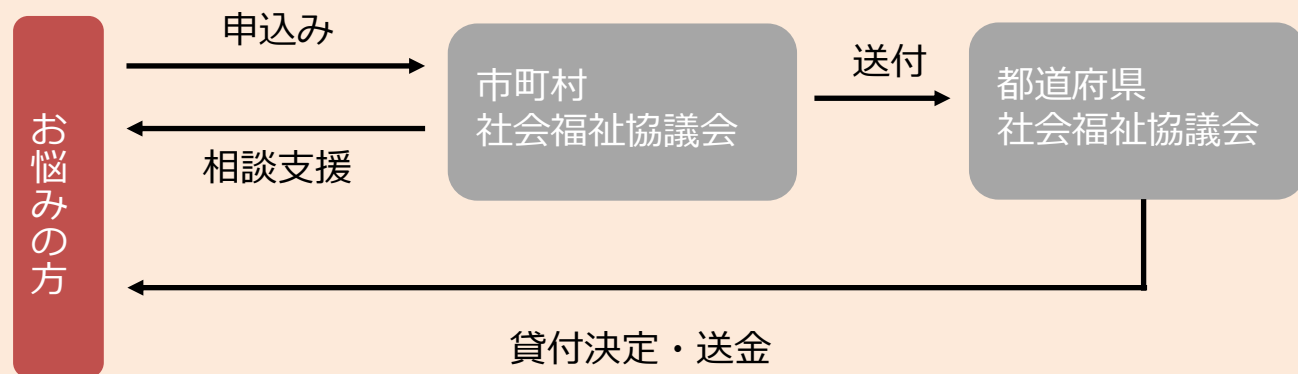 お悩みの方
申込み
相談支援
市町村
社会福祉協議会
送付
都道府県
社会福祉協議会
貸付決定・送金